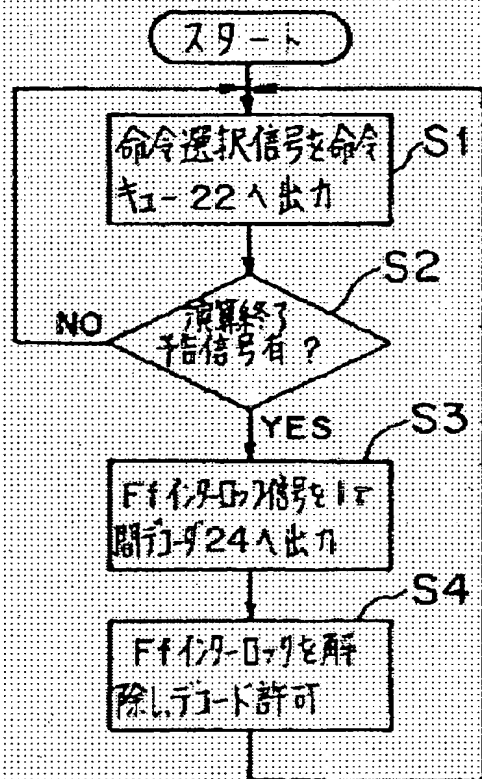 スタート
命令選択信号を命令
キュー22へ出力
S1
演算終了
予告信号有?
S2
NO
YES
Ffインターロック信号を1τ
間デコーダ24へ出力
S3
Ffインターロックを解
除し、デコード許可
S4